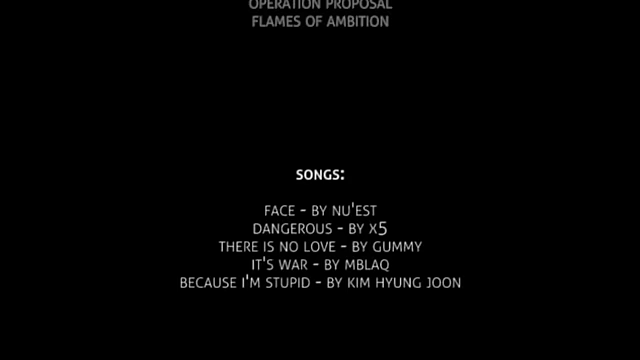 OPERATION PROPOSAL
FLAMES OF AMBITION
SONGS:
FACE - BY NU'EST
DANGEROUS - BY X5
THERE IS NO LOVE - BY GUMMY
IT'S WAR - BY MBLAQ
BECAUSE I'M STUPID - BY KIM HYUNG JOON